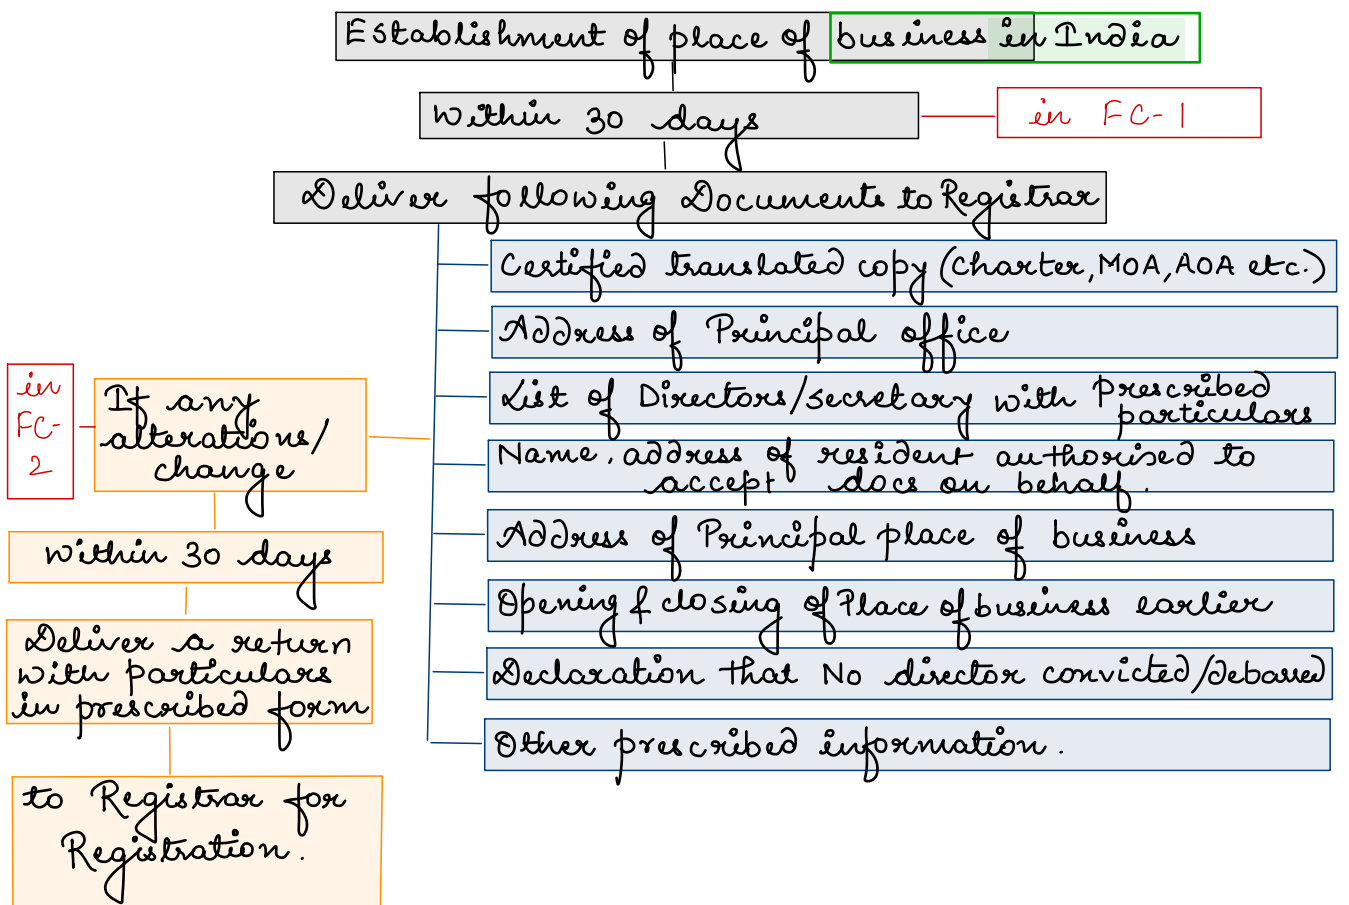 Establishment of place of business in India
Within 30 days
in FC-1
Deliver following Documents to Registrar
Certified translated copy (Charter, MOA, AOA etc.)
Address of Principal office
List of Directors/secretary with prescribed
particulars
Name, address of resident authorised to
accept docs on behalf.
Address of Principal place of business
Opening & closing of Place of business earlier
Declaration that No director convicted/debarred
Other prescribed information.
in
FC-
2
If any
alterations/
change
Within 30 days
Deliver a return
with particulars
in prescribed form
to Registrar for
Registration.